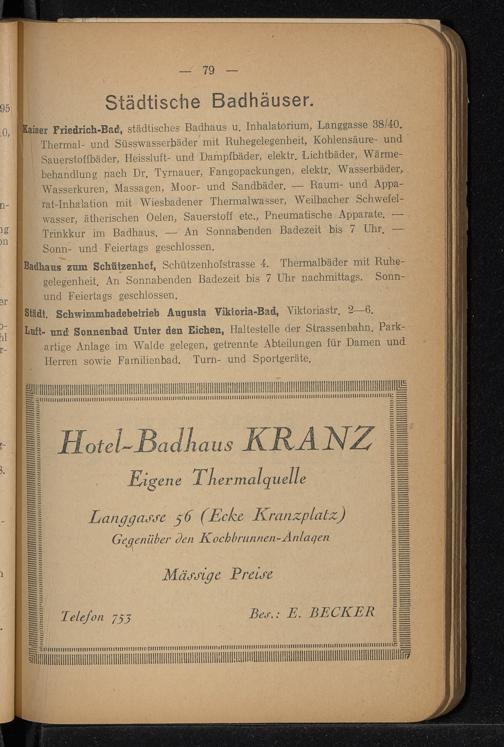 — 79 —
Städtische Badhäuser.
Kaiser Friedrich-Bad, städtisches Badhaus u. Inhalatorium, Langgasse 38/40.
Thermal- und Süsswasserbäder mit Ruhegelegenheit, Kohlensäure- und
Sauerstoffbäder, Heissluft- und Dampfbäder, elektr. Lichtbäder, Wärme-
behandlung nach Dr. Tyrnauer, Fangopackungen, elektr. Wasserbäder,
Wasserkuren, Massagen, Moor- und Sandbäder. — Raum- und Appa-
rat-Inhalation mit Wiesbadener Thermalwasser, Weilbacher Schwefel-
wasser, ätherischen Oelen, Sauerstoff etc., Pneumatische Apparate. —
Trinkkur im Badhaus. — An Sonnabenden Badezeit bis 7 Uhr. —
Sonn- und Feiertags geschlossen.
Badhaus zum Schützenhof, Schützenhofstrasse 4. Thermalbäder mit Ruhe-
gelegenheit. An Sonnabenden Badezeit bis 7 Uhr nachmittags. Sonn-
und Feiertags geschlossen.
Städt. Schwimmbadebetrieb Augusta Viktoria-Bad, Viktoriastr. 2—6.
Luft- und Sonnenbad Unter den Eichen, Haltestelle der Strassenbahn. Park-
artige Anlage im Walde gelegen, getrennte Abteilungen für Damen und
Herren sowie Familienbad. Turn- und Sportgeräte.
Hotel-Badhaus KRANZ
Eigene Thermalquelle
Langgasse 56 (Ecke Kranzplatz)
Gegenüber den Kochbrunnen-Anlagen
Mässige Preise
Telefon 753 Bes.: E. BECKER